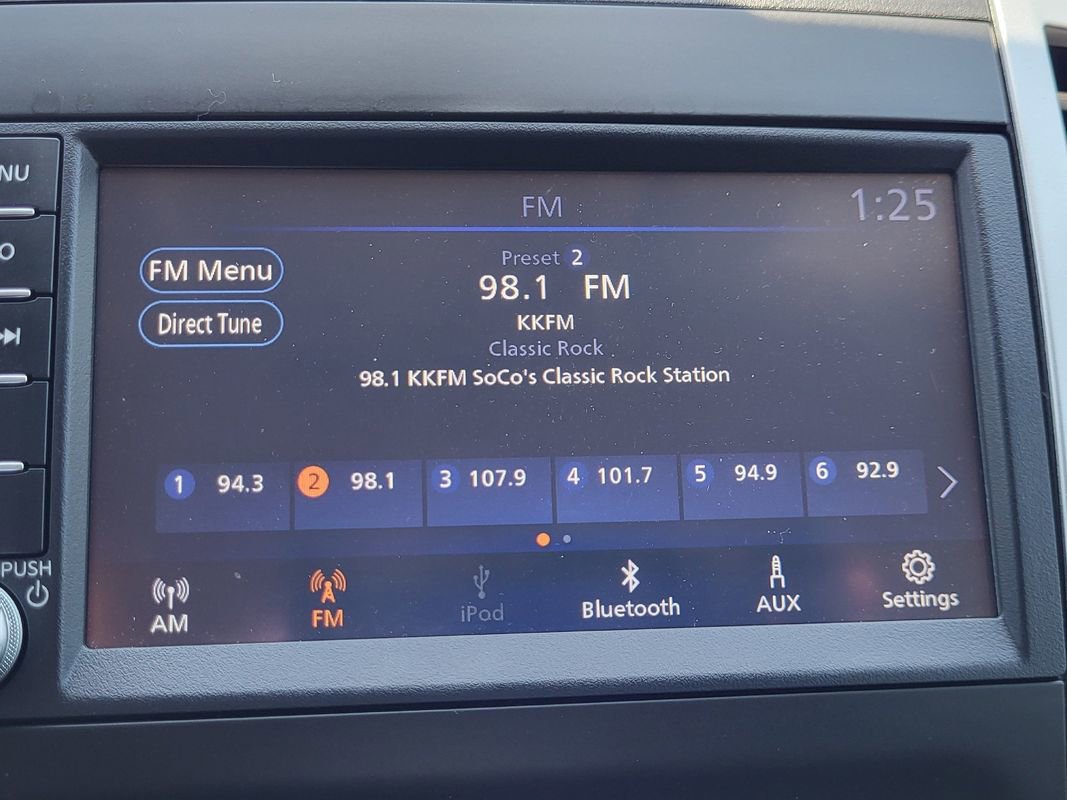 NU
O
PUSH
FM
1:25
FM Menu
Direct Tune
Preset 2
98.1 FM
KKFM
Classic Rock
98.1 KKFM SoCo's Classic Rock Station
1 94.3
2 98.1
3 107.9
4 101.7
5 94.9
6 92.9
AM
FM
iPod
Bluetooth
AUX
Settings